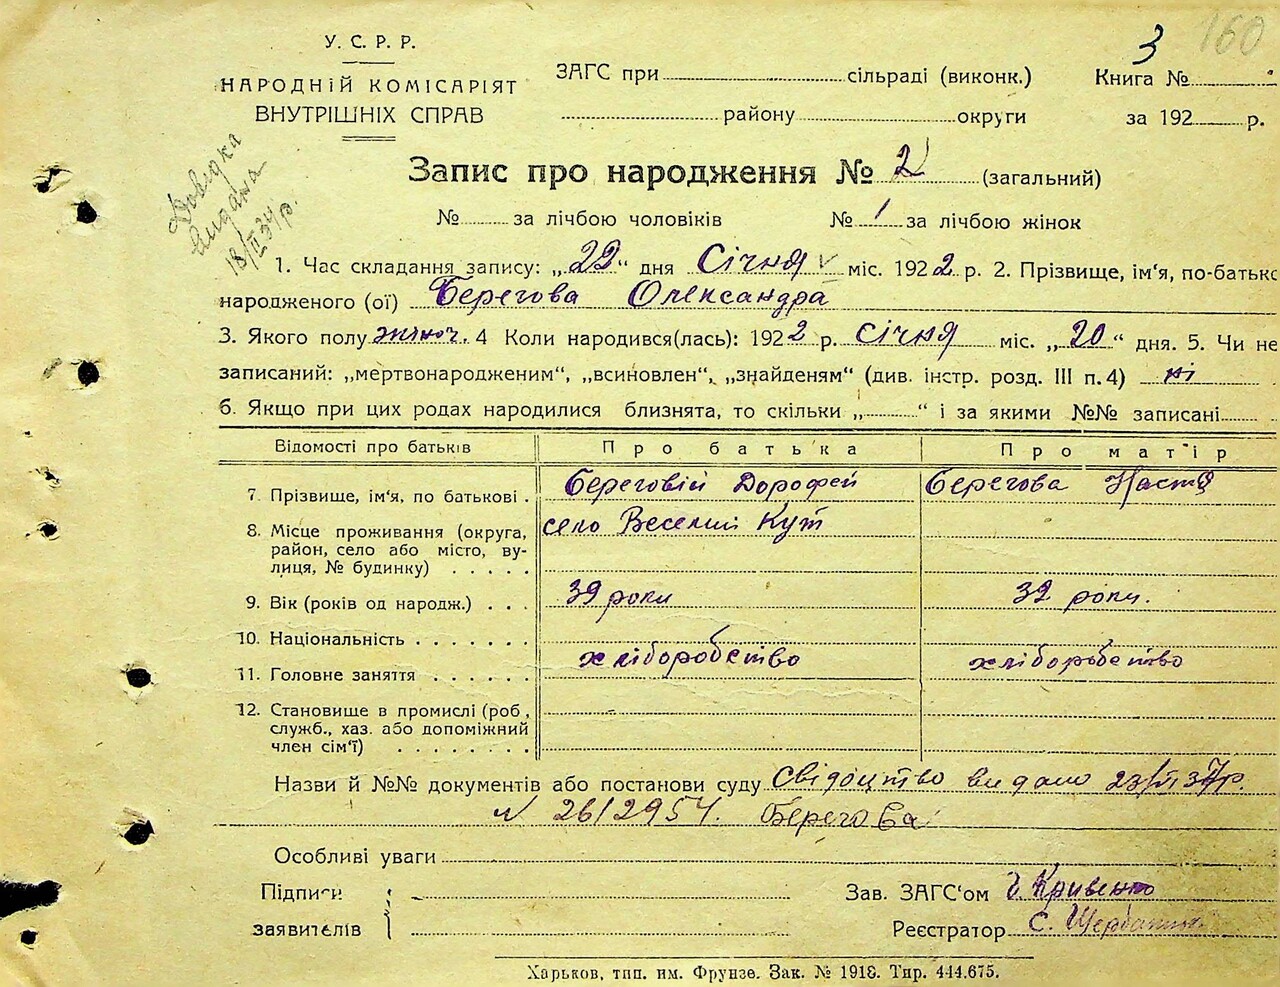 160
У. С. Р. Р.
НАРОДНІЙ КОМІСАРІЯТ
ВНУТРІШНІХ СПРАВ
ЗАГС при сільраді (виконк.)
району округи
Книга № 3
за 192 р.
Довідка
видана
18/II 34 р.
Запис про народження № 2 (загальний)
№ за лічбою чоловіків № 1 за лічбою жінок
1. Час складання запису: „22“ дня Січня міс. 1922 р. 2. Прізвище, ім‘я, по-батько
народженого (ої) Берегова Олександра
3. Якого полу жіноч. 4 Коли народився(лась): 1922 р. січня міс. „20“ дня. 5. Чи не
записаний: „мертвонародженим“, „всиновлен“, „знайденям“ (див. інстр. розд. III п. 4) ні
6. Якщо при цих родах народилися близнята, то скільки „ “ і за якими №№ записані
Відомості про батьків Про батька Про матір
7. Прізвище, ім‘я, по батькові. Береговій Дорофей Берегова Настя
8. Місце проживання (округа, село Веселий Кут
район, село або місто, ву-
лиця, № будинку)
9. Вік (років од народж.) 39 роки 32 роки.
10. Національність
11. Головне заняття хліборобство хліборобство
12. Становище в промислі (роб,
служб., хаз. або допоміжний
член сім‘ї)
Назви й №№ документів або постанови суду Свідоцтво видано 23/VI 37р.
N 26/2954. Берегова
Особливі уваги
Підписи
заявителів
Зав. ЗАГС‘ом Кривенко
Реєстратор С.
Харьков, тип. им. Фрунзе. Зак. № 1918. Тир. 444.675.